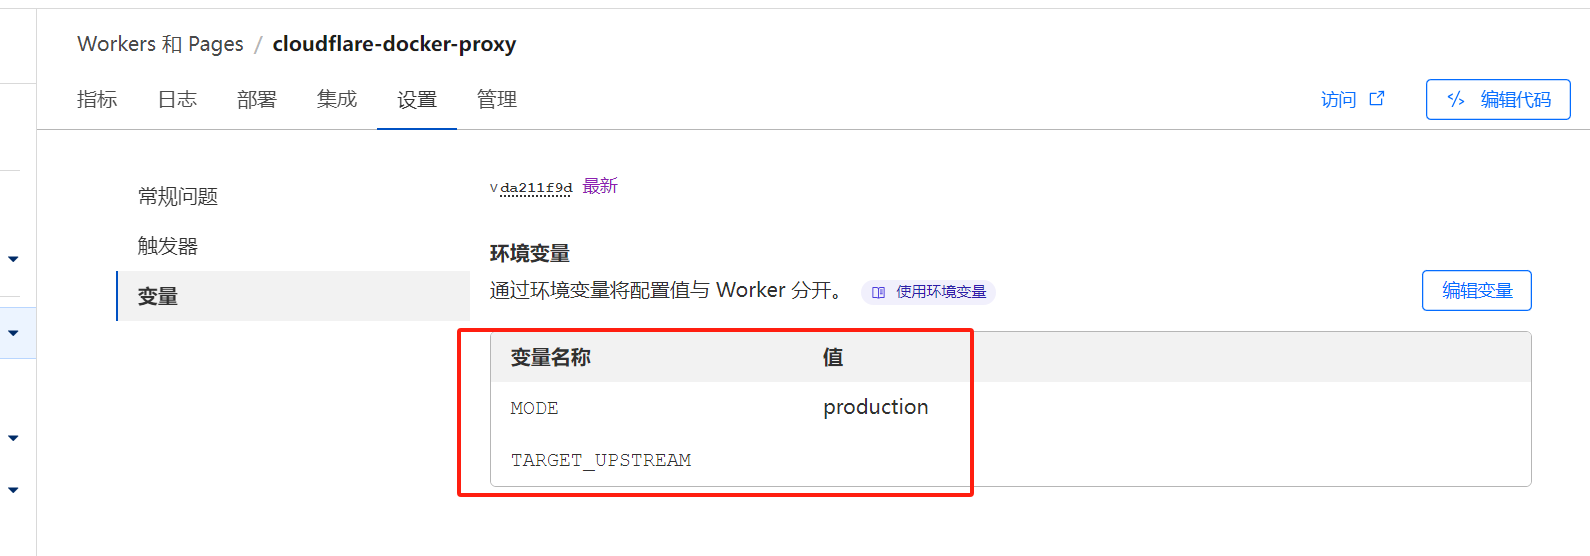 Workers 和 Pages / cloudflare-docker-proxy
指标 日志 部署 集成 设置 管理 访问 编辑代码
常规问题
触发器
变量
v da211f9d 最新
环境变量
通过环境变量将配置值与 Worker 分开。 使用环境变量 编辑变量
变量名称 值
MODE production
TARGET_UPSTREAM